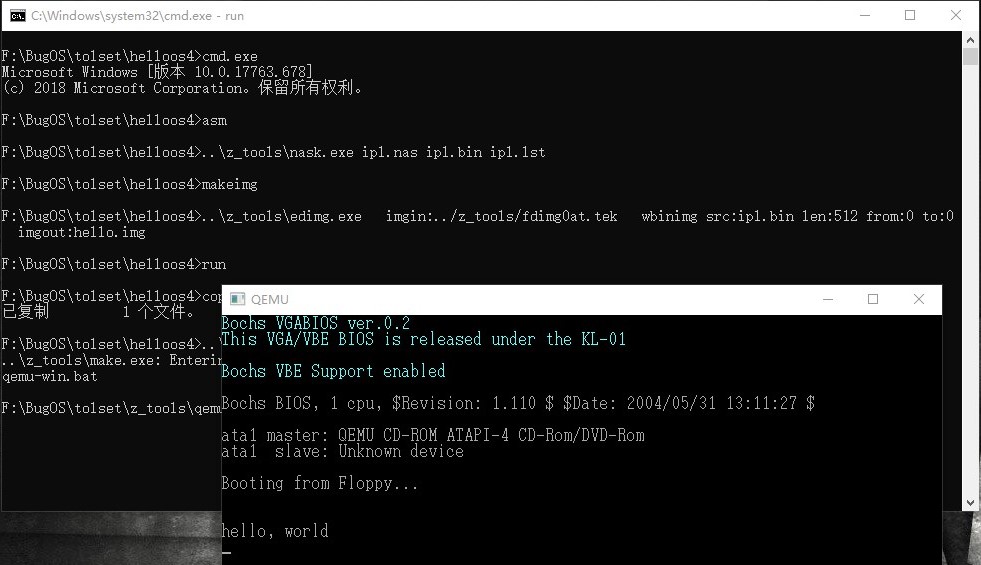 C:\Windows\system32\cmd.exe - run
F:\BugOS\tolset\helloos4>cmd.exe
Microsoft Windows [版本 10.0.17763.678]
(c) 2018 Microsoft Corporation。保留所有权利。
F:\BugOS\tolset\helloos4>asm
F:\BugOS\tolset\helloos4>..\z_tools\nask.exe ipl.nas ipl.bin ipl.lst
F:\BugOS\tolset\helloos4>makeimg
F:\BugOS\tolset\helloos4>..\z_tools\edimg.exe   imgin:../z_tools/fdimg0at.tek   wbinimg src:ipl.bin len:512 from:0 to:0
imgout:hello.img
F:\BugOS\tolset\helloos4>run
F:\BugOS\tolset\helloos4>cop
已复制         1 个文件。
F:\BugOS\tolset\helloos4>..
..\z_tools\make.exe: Enterin
qemu-win.bat
F:\BugOS\tolset\z_tools\qemu
QEMU
Bochs VGABIOS ver.0.2
This VGA/VBE BIOS is released under the KL-01
Bochs VBE Support enabled
Bochs BIOS, 1 cpu, $Revision: 1.110 $ $Date: 2004/05/31 13:11:27 $
ata1 master: QEMU CD-ROM ATAPI-4 CD-Rom/DVD-Rom
ata1  slave: Unknown device
Booting from Floppy...
hello, world